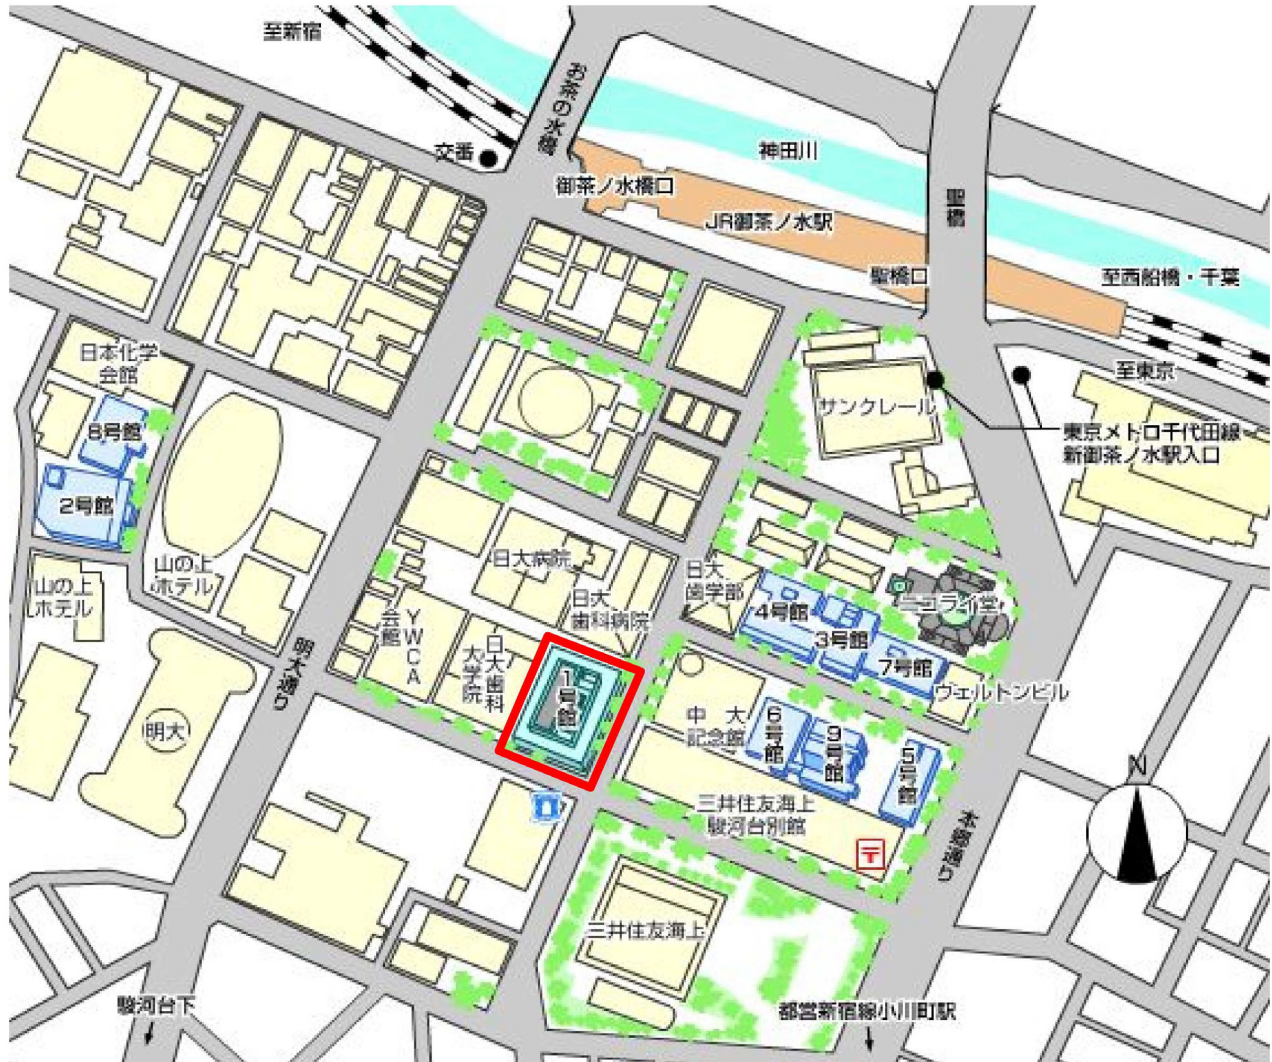 至新宿
お茶の水橋
交番
神田川
御茶ノ水橋口
JR御茶ノ水駅
聖橋
聖橋口
至西船橋・千葉
至東京
日本化学
会館
サンクレール
東京メトロ千代田線
新御茶ノ水駅入口
8号館
2号館
山の上
ホテル
山の上
ホテル
日大病院
日大
歯科病院
日大
歯学部
4号館
3号館
7号館
ニコライ堂
ウェルトンビル
YWCA
会館
日大歯科
大学院
1号館
明大通り
明大
中大
記念館
6号館
9号館
5号館
三井住友海上
駿河台別館
〒
本郷通り
N
三井住友海上
駿河台下
都営新宿線小川町駅